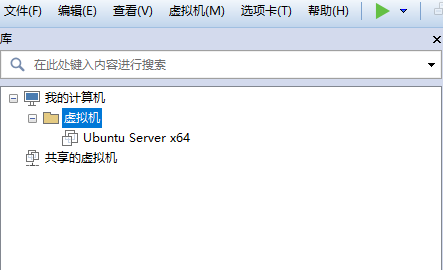 文件(F) 编辑(E) 查看(V) 虚拟机(M) 选项卡(T) 帮助(H)
库
在此处键入内容进行搜索
我的计算机
虚拟机
Ubuntu Server x64
共享的虚拟机